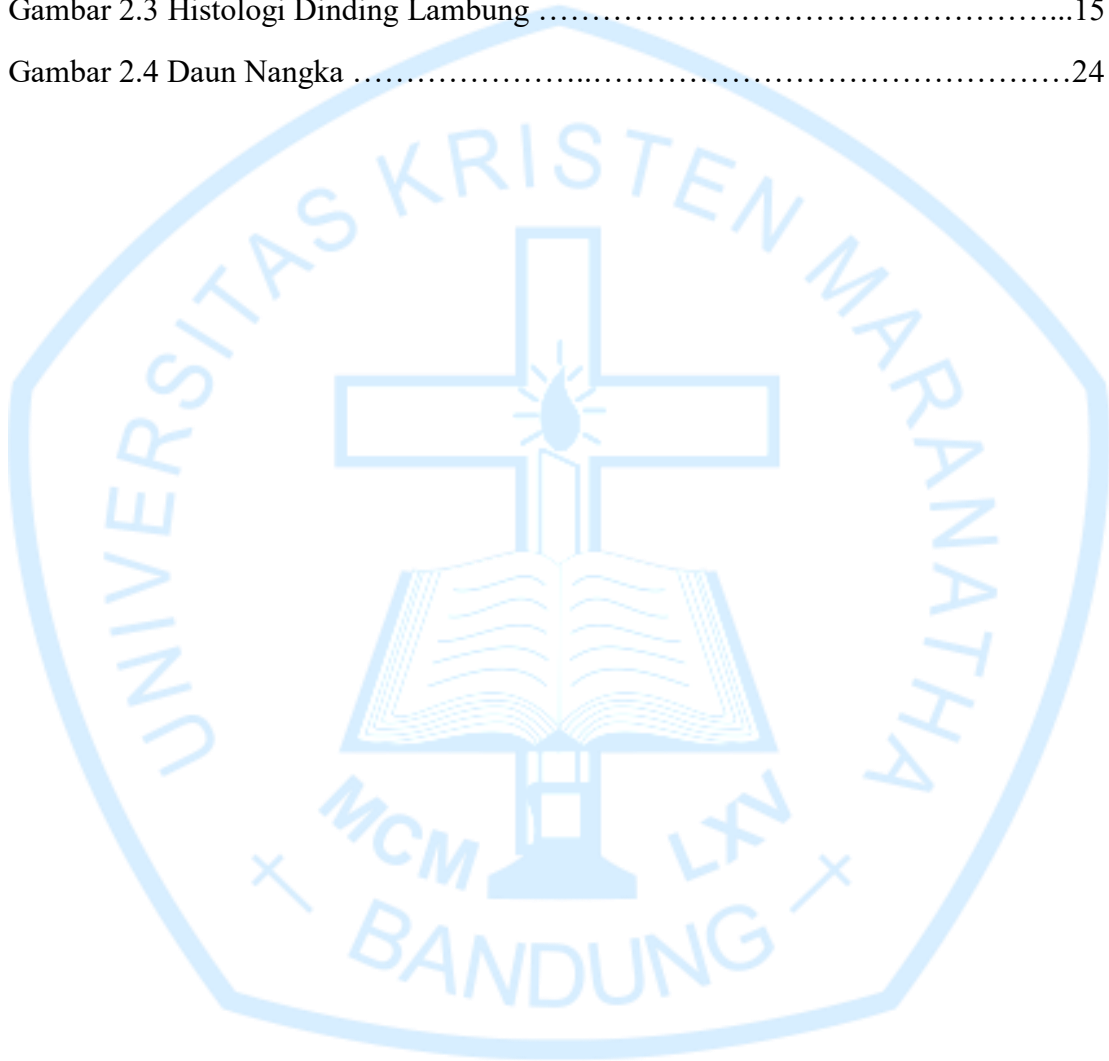 Gambar 2.3 Histologi Dinding Lambung …………………………………………...15
Gambar 2.4 Daun Nangka …………………...……………………………………24
UNIVERSITAS KRISTEN MARANATHA
MCM LXV
BANDUNG